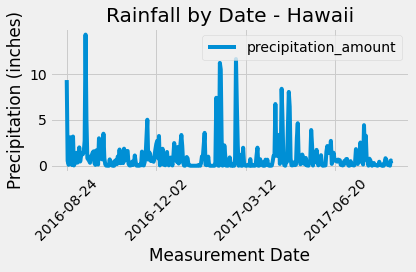 Rainfall by Date - Hawaii
precipitation_amount
Precipitation (inches)
10
5
0
2016-08-24
2016-12-02
2017-03-12
2017-06-20
Measurement Date